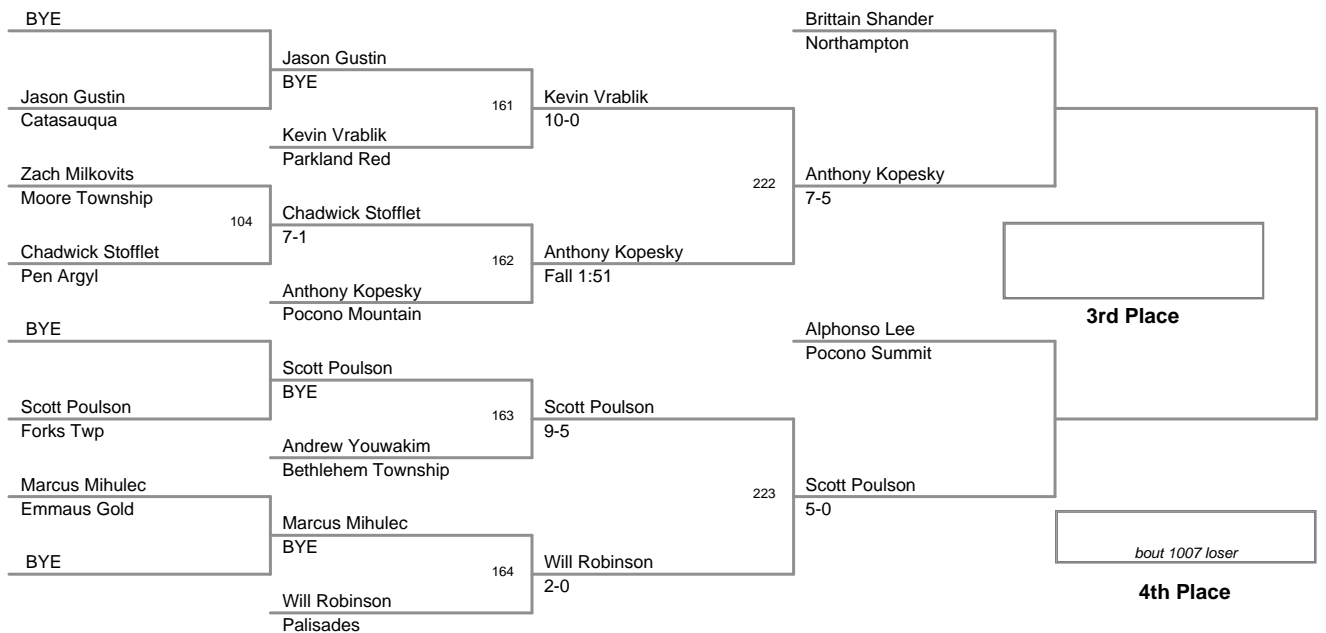 BYE
Brittain Shander
Northampton
Jason Gustin
BYE
Jason Gustin
Catasauqua
161
Kevin Vrablik
10-0
Kevin Vrablik
Parkland Red
Zach Milkovits
Moore Township
222
Anthony Kopesky
7-5
104
Chadwick Stofflet
7-1
Chadwick Stofflet
Pen Argyl
162
Anthony Kopesky
Fall 1:51
Anthony Kopesky
Pocono Mountain
3rd Place
BYE
Alphonso Lee
Pocono Summit
Scott Poulson
BYE
Scott Poulson
Forks Twp
163
Scott Poulson
9-5
Andrew Youwakim
Bethlehem Township
Marcus Mihulec
Emmaus Gold
223
Scott Poulson
5-0
Marcus Mihulec
BYE
BYE
164
Will Robinson
2-0
bout 1007 loser
4th Place
Will Robinson
Palisades